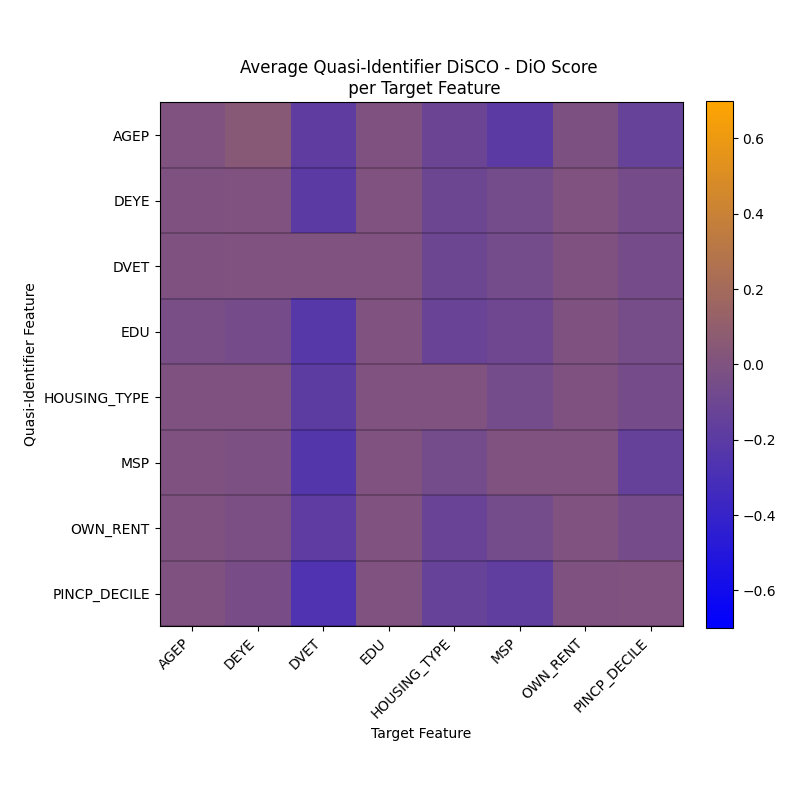 Average Quasi-Identifier DiSCO - DiO Score
per Target Feature
Quasi-Identifier Feature
AGEP
DEYE
DVET
EDU
HOUSING_TYPE
MSP
OWN_RENT
PINCP_DECILE
0.6
0.4
0.2
0.0
−0.2
−0.4
−0.6
AGEP
DEYE
DVET
EDU
HOUSING_TYPE
MSP
OWN_RENT
PINCP_DECILE
Target Feature